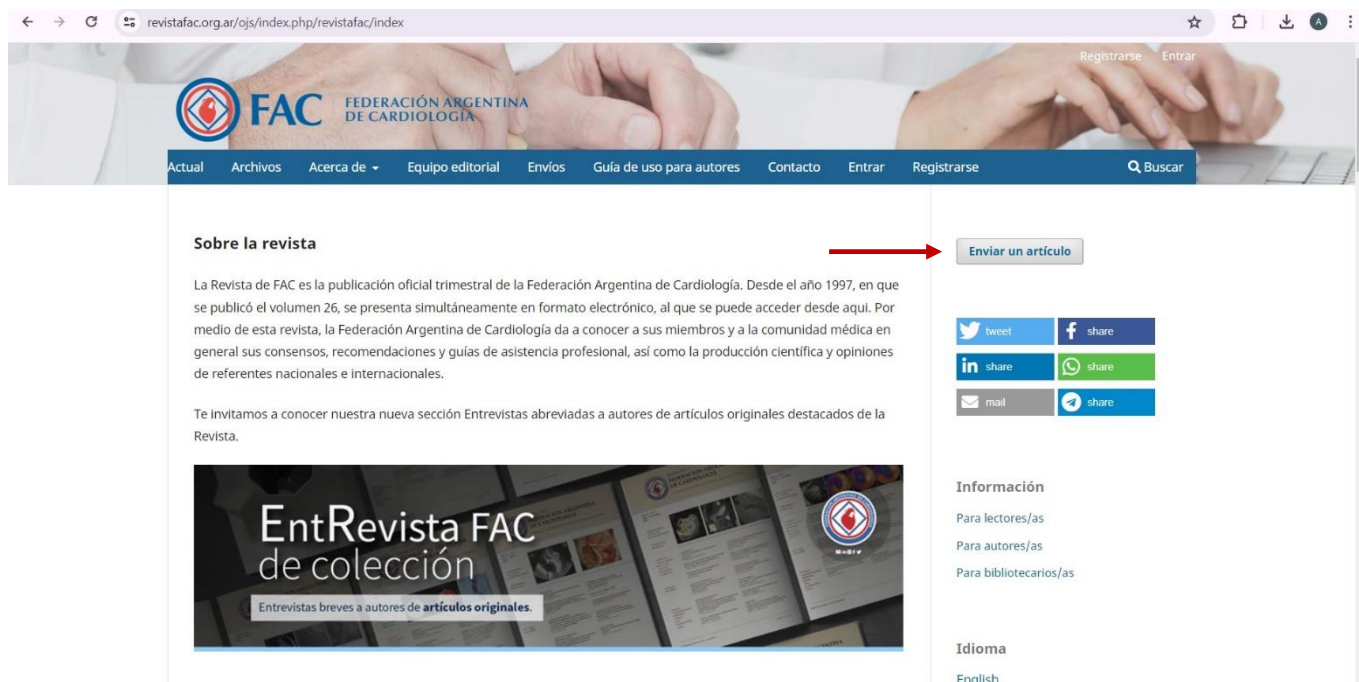 revistafac.org.ar/ojs/index.php/revistafac/index
A
Registrarse Entrar
FAC FEDERACIÓN ARGENTINA
DE CARDIOLOGÍA
Actual Archivos Acerca de Equipo editorial Envíos Guía de uso para autores Contacto Entrar Registrarse Buscar
Sobre la revista
La Revista de FAC es la publicación oficial trimestral de la Federación Argentina de Cardiología. Desde el año 1997, en que
se publicó el volumen 26, se presenta simultáneamente en formato electrónico, al que se puede acceder desde aqui. Por
medio de esta revista, la Federación Argentina de Cardiología da a conocer a sus miembros y a la comunidad médica en
general sus consensos, recomendaciones y guías de asistencia profesional, así como la producción científica y opiniones
de referentes nacionales e internacionales.
Te invitamos a conocer nuestra nueva sección Entrevistas abreviadas a autores de artículos originales destacados de la
Revista.
EntRevista FAC
de colección
Entrevistas breves a autores de artículos originales.
Enviar un artículo
tweet share
in share share
mail share
Información
Para lectores/as
Para autores/as
Para bibliotecarios/as
Idioma
English